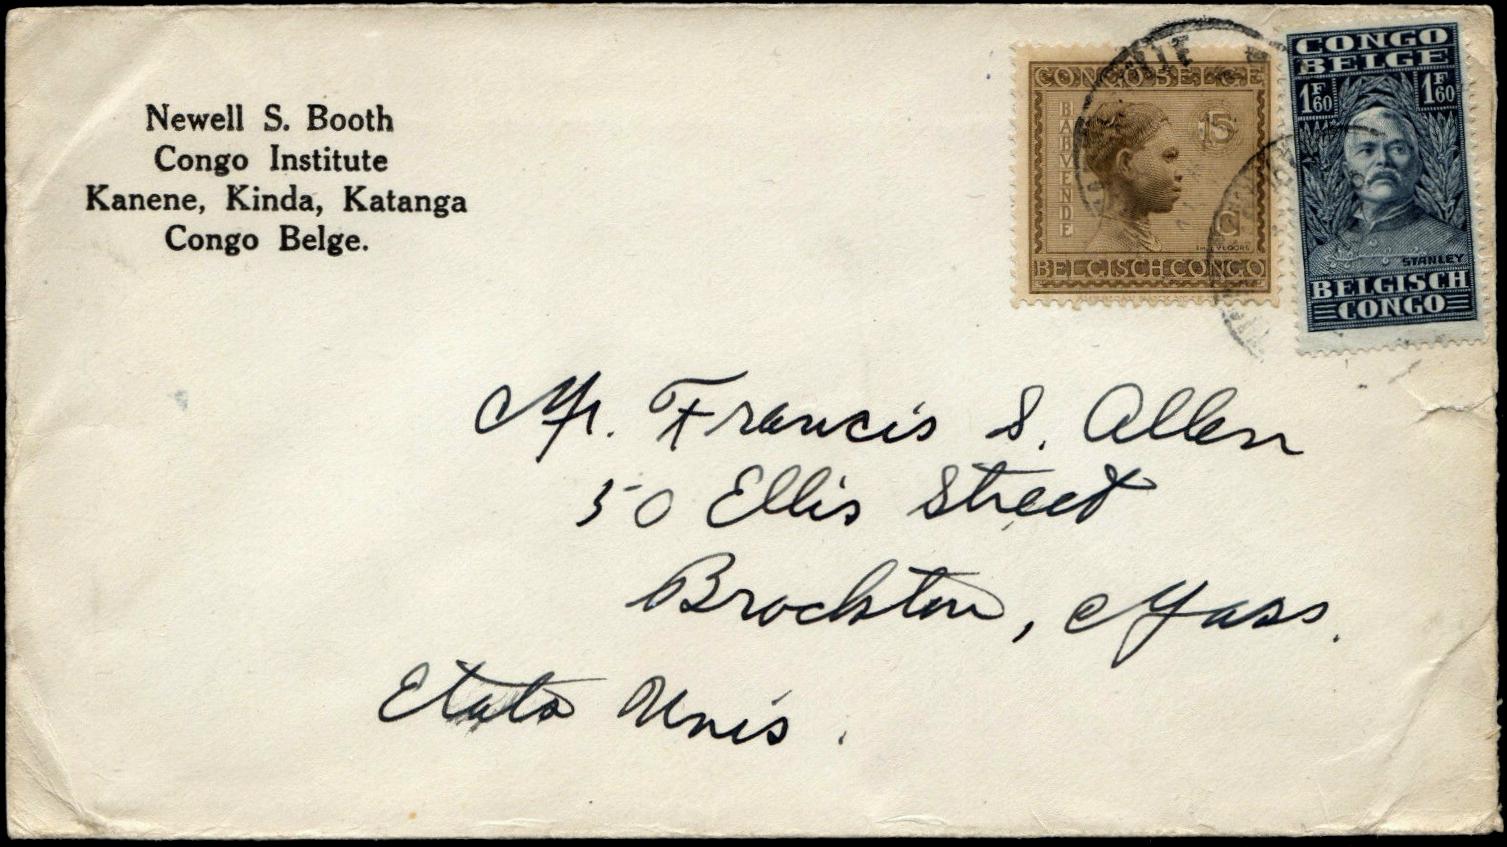 Newell S. Booth
Congo Institute
Kanene, Kinda, Katanga
Congo Belge.
CONGO BELGE
BABVENDE
15
C
BELGISCH CONGO
CONGO
BELGE
1F60
1F60
STANLEY
BELGISCH
CONGO
Mr. Francis S. Allen
50 Ellis Street
Brockton, Mass.
Etats Unis.